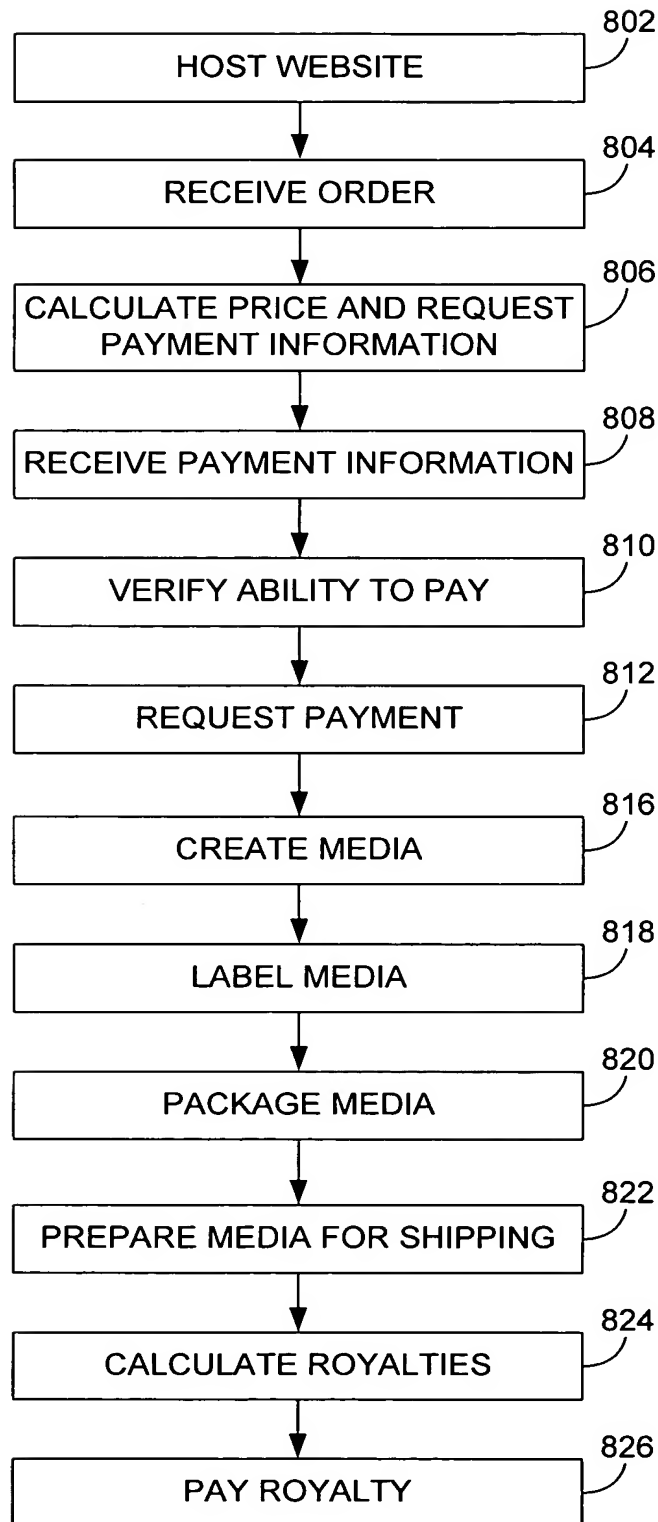 802
HOST WEBSITE
804
RECEIVE ORDER
806
CALCULATE PRICE AND REQUEST
PAYMENT INFORMATION
808
RECEIVE PAYMENT INFORMATION
810
VERIFY ABILITY TO PAY
812
REQUEST PAYMENT
816
CREATE MEDIA
818
LABEL MEDIA
820
PACKAGE MEDIA
822
PREPARE MEDIA FOR SHIPPING
824
CALCULATE ROYALTIES
826
PAY ROYALTY